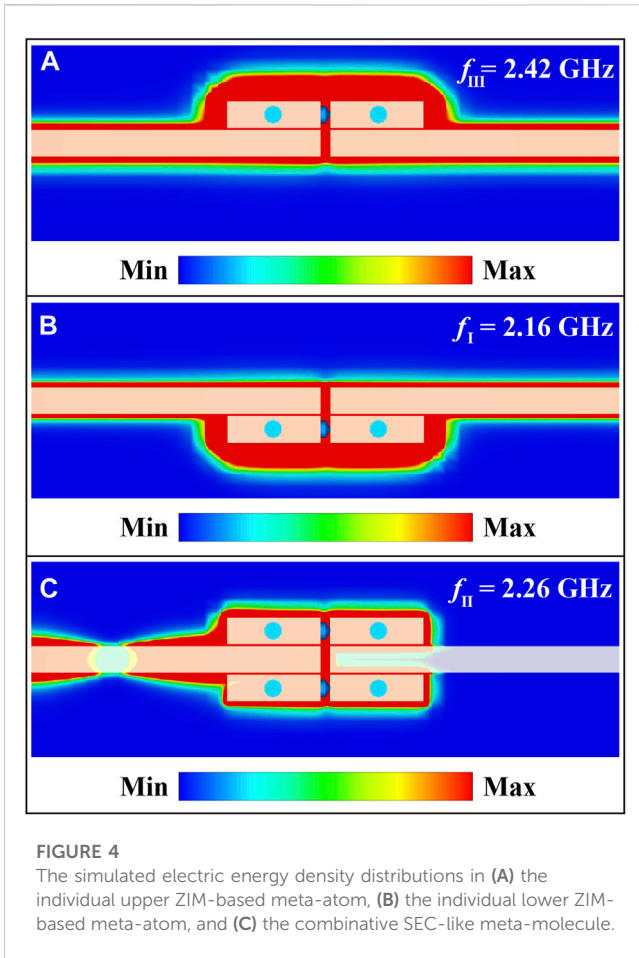 A
fIII = 2.42 GHz
Min Max
B
fI = 2.16 GHz
Min Max
C
fII = 2.26 GHz
Min Max
FIGURE 4
The simulated electric energy density distributions in (A) the
individual upper ZIM-based meta-atom, (B) the individual lower ZIM-
based meta-atom, and (C) the combinative SEC-like meta-molecule.